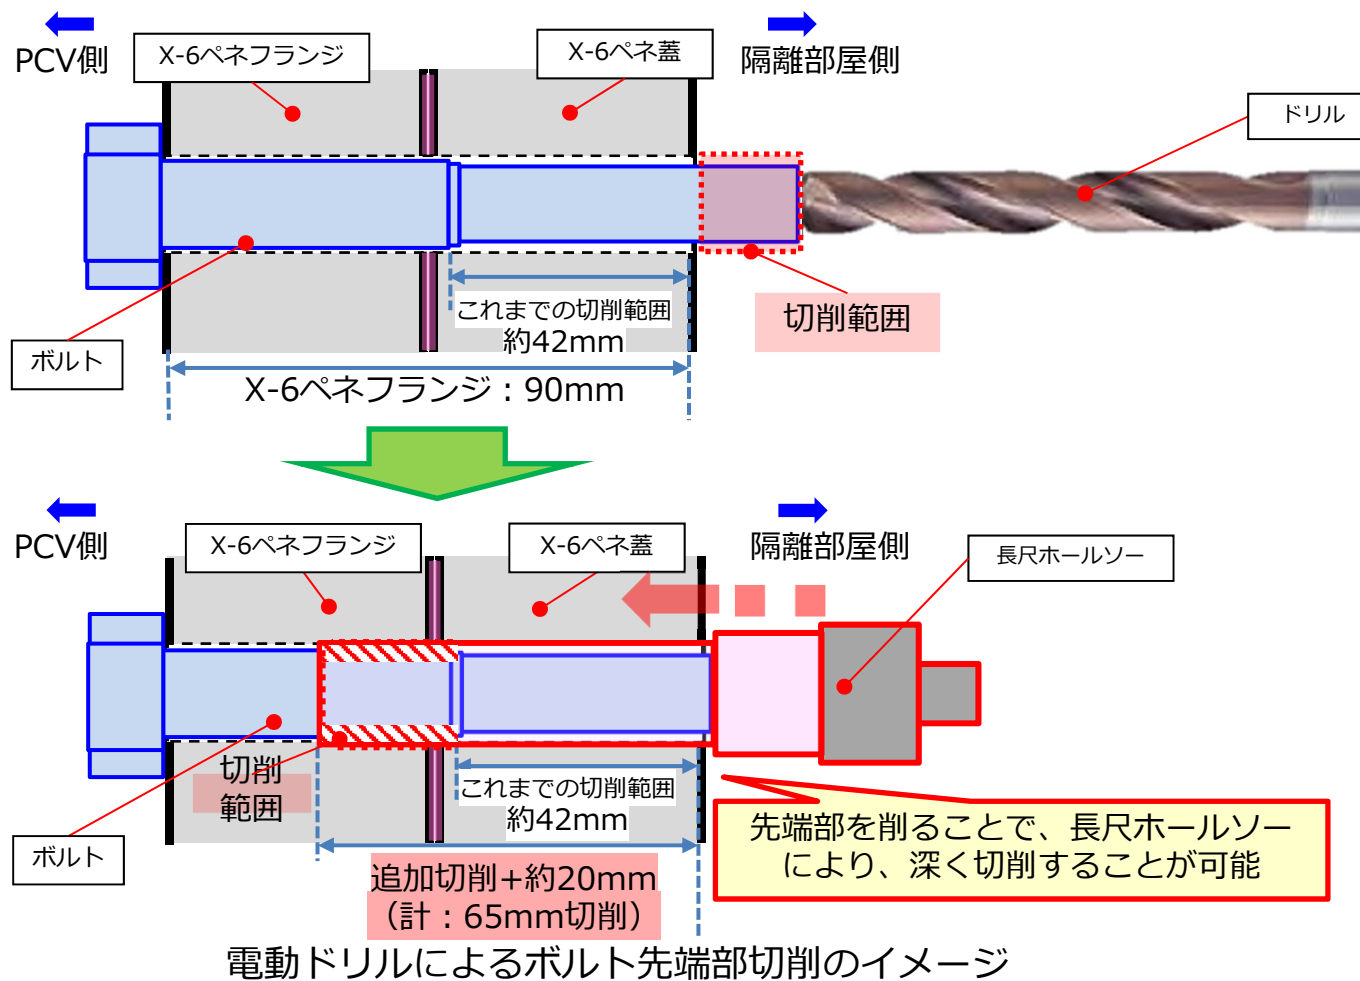 PCV側
X-6ペネフランジ
X-6ペネ蓋
隔離部屋側
ドリル
これまでの切削範囲
約42mm
切削範囲
ボルト
X-6ペネフランジ：90mm
PCV側
X-6ペネフランジ
X-6ペネ蓋
隔離部屋側
長尺ホールソー
切削
範囲
これまでの切削範囲
約42mm
ボルト
先端部を削ることで、長尺ホールソー
により、深く切削することが可能
追加切削+約20mm
（計：65mm切削）
電動ドリルによるボルト先端部切削のイメージ